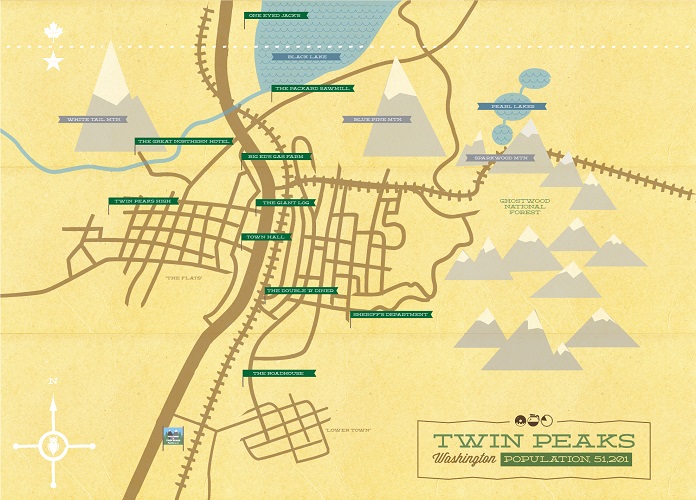 ONE EYED JACK'S
BLACK LAKE
THE PACKARD SAWMILL
PEARL LAKES
WHITE TAIL MTN
BLUE PINE MTN
THE GREAT NORTHERN HOTEL
BIG ED'S GAS FARM
SPARKWOOD MTN
TWIN PEAKS HIGH
THE GIANT LOG
GHOSTWOOD
NATIONAL
FOREST
TOWN HALL
"THE FLATS"
THE DOUBLE 'R' DINER
SHERIFF'S DEPARTMENT
THE ROADHOUSE
N
"LOWER TOWN"
TWIN PEAKS
Washington POPULATION, 51,201